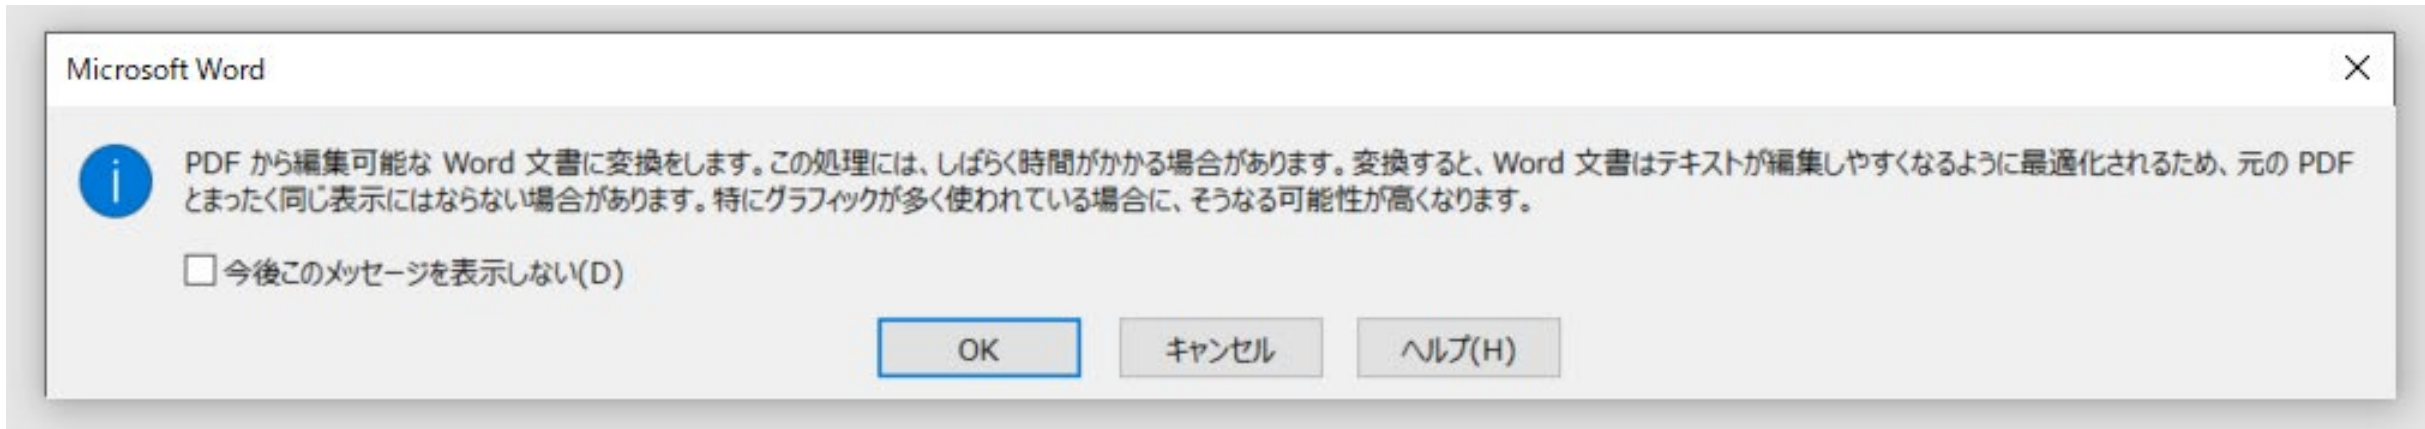 Microsoft Word
PDF から編集可能な Word 文書に変換をします。この処理には、しばらく時間がかかる場合があります。変換すると、Word 文書はテキストが編集しやすくなるように最適化されるため、元の PDF
とまったく同じ表示にはならない場合があります。特にグラフィックが多く使われている場合に、そうなる可能性が高くなります。
今後このメッセージを表示しない(D)
OK キャンセル ヘルプ(H)